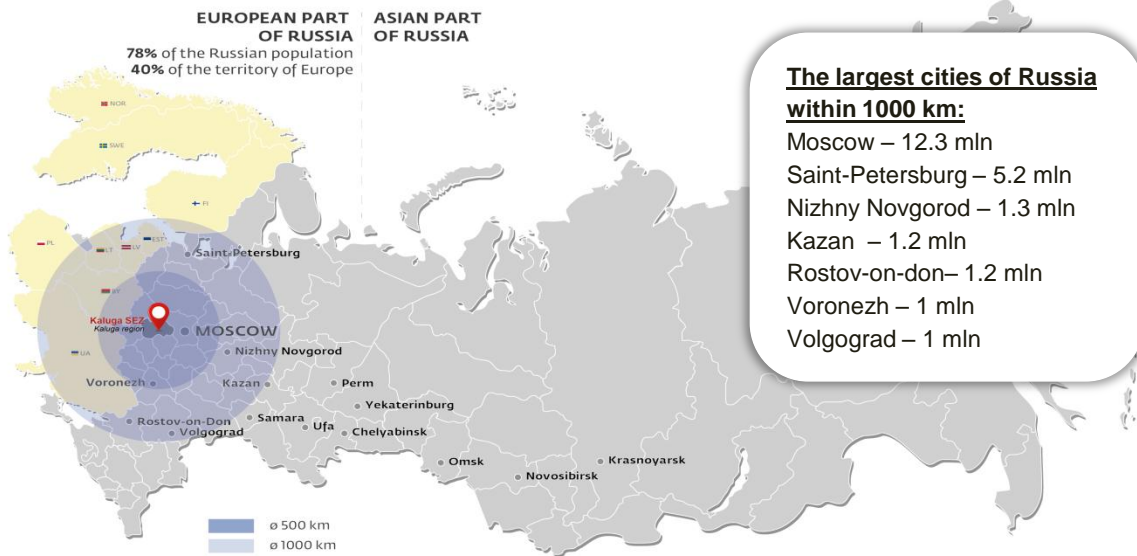 EUROPEAN PART
OF RUSSIA
78% of the Russian population
40% of the territory of Europe
ASIAN PART
OF RUSSIA
The largest cities of Russia
within 1000 km:
Moscow – 12.3 mln
Saint-Petersburg – 5.2 mln
Nizhny Novgorod – 1.3 mln
Kazan – 1.2 mln
Rostov-on-don– 1.2 mln
Voronezh – 1 mln
Volgograd – 1 mln
NOR
SWE
FI
PL
LT
LV
EST
BY
UA
Saint-Petersburg
Kaluga SEZ
Kaluga region
MOSCOW
Nizhny Novgorod
Voronezh
Kazan
Perm
Yekaterinburg
Rostov-on-Don
Volgograd
Samara
Ufa
Chelyabinsk
Omsk
Novosibirsk
Krasnoyarsk
ø 500 km
ø 1000 km